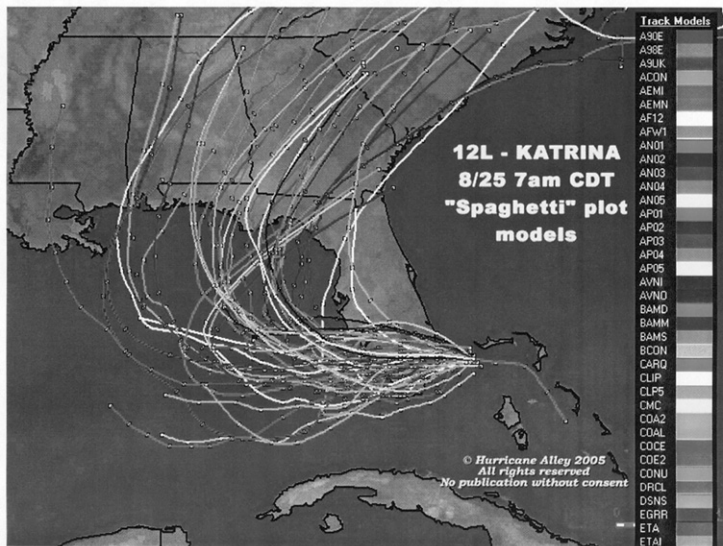 12L - KATRINA
8/25 7am CDT
"Spaghetti" plot
models
© Hurricane Alley 2005
All rights reserved
No publication without consent
Track Models
A90E
A98E
A9UK
ACON
AEMI
AEMN
AF12
AFW1
AN01
AN02
AN03
AN04
AN05
AP01
AP02
AP03
AP04
AP05
AVNI
AVNO
BAMD
BAMM
BAMS
BCON
CARQ
CLIP
CLP5
CMC
COA2
COAL
COCE
COE2
CONU
DRCL
DSNS
EGRR
ETA
ETAI